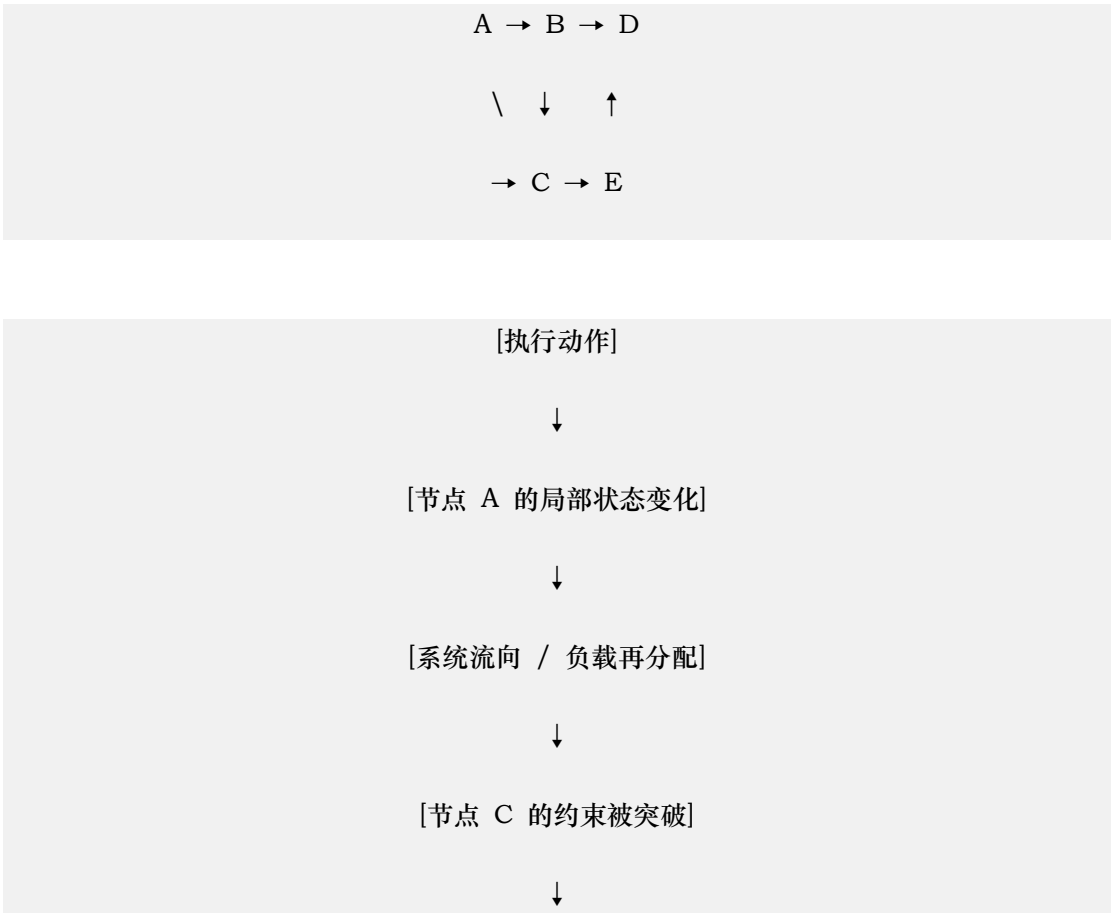 A → B → D
\ ↓ ↑
→ C → E
[执行动作]
↓
[节点 A 的局部状态变化]
↓
[系统流向 / 负载再分配]
↓
[节点 C 的约束被突破]
↓